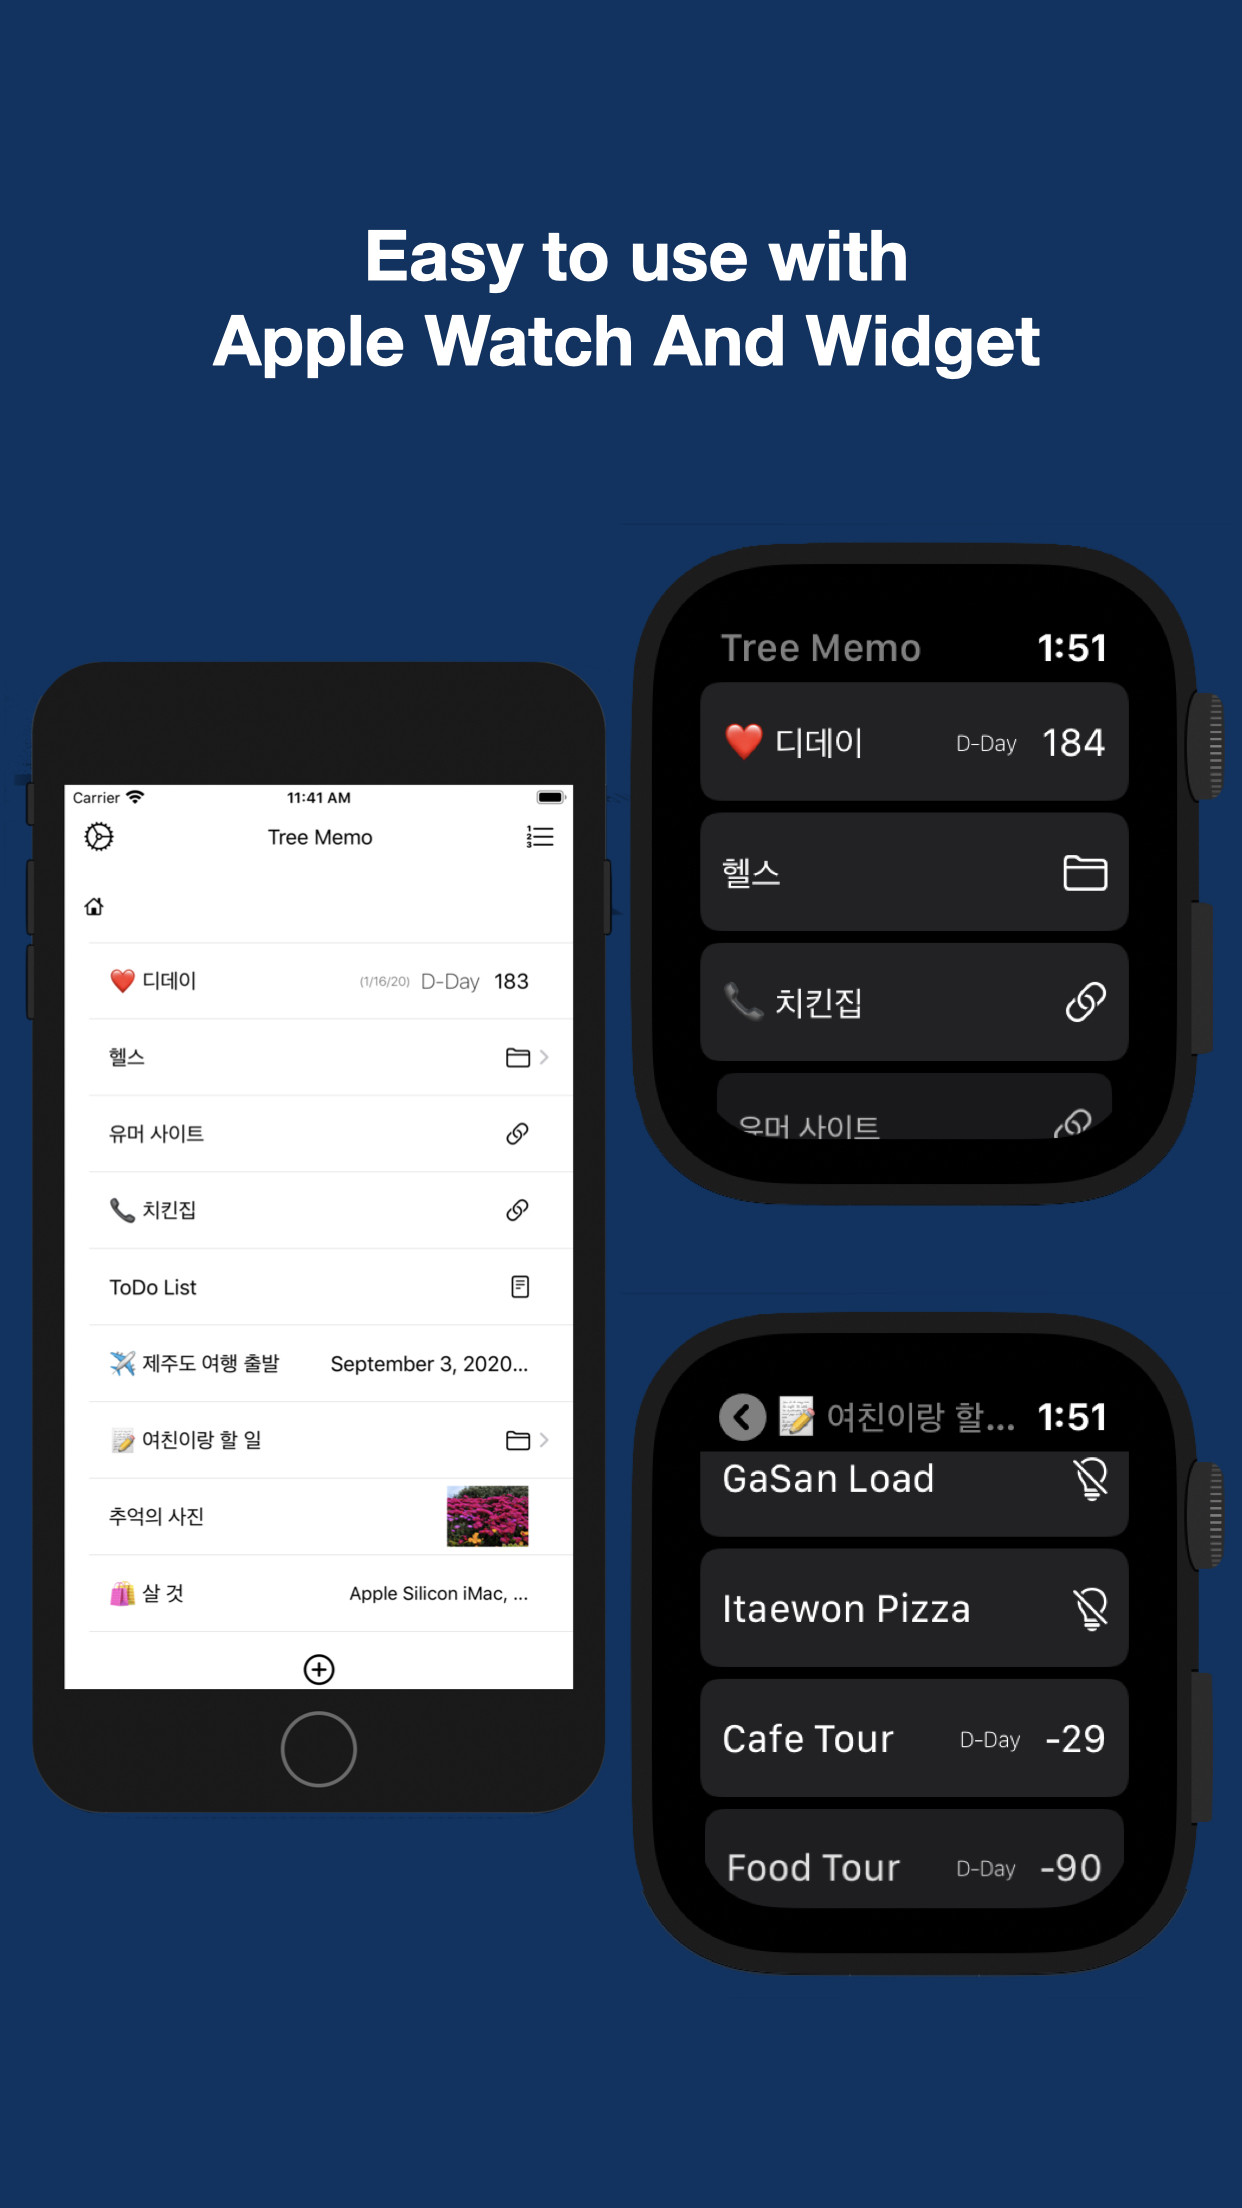 Easy to use with
Apple Watch And Widget
Carrier 11:41 AM
Tree Memo
❤️ 디데이 (1/16/20) D-Day 183
헬스
유머 사이트
📞 치킨집
ToDo List
✈️ 제주도 여행 출발 September 3, 2020...
📝 여친이랑 할 일
추억의 사진
🛍️ 살 것 Apple Silicon iMac, ...
Tree Memo 1:51
❤️ 디데이 D-Day 184
헬스
📞 치킨집
유머 사이트
📝 여친이랑 할... 1:51
GaSan Load
Itaewon Pizza
Cafe Tour D-Day -29
Food Tour D-Day -90